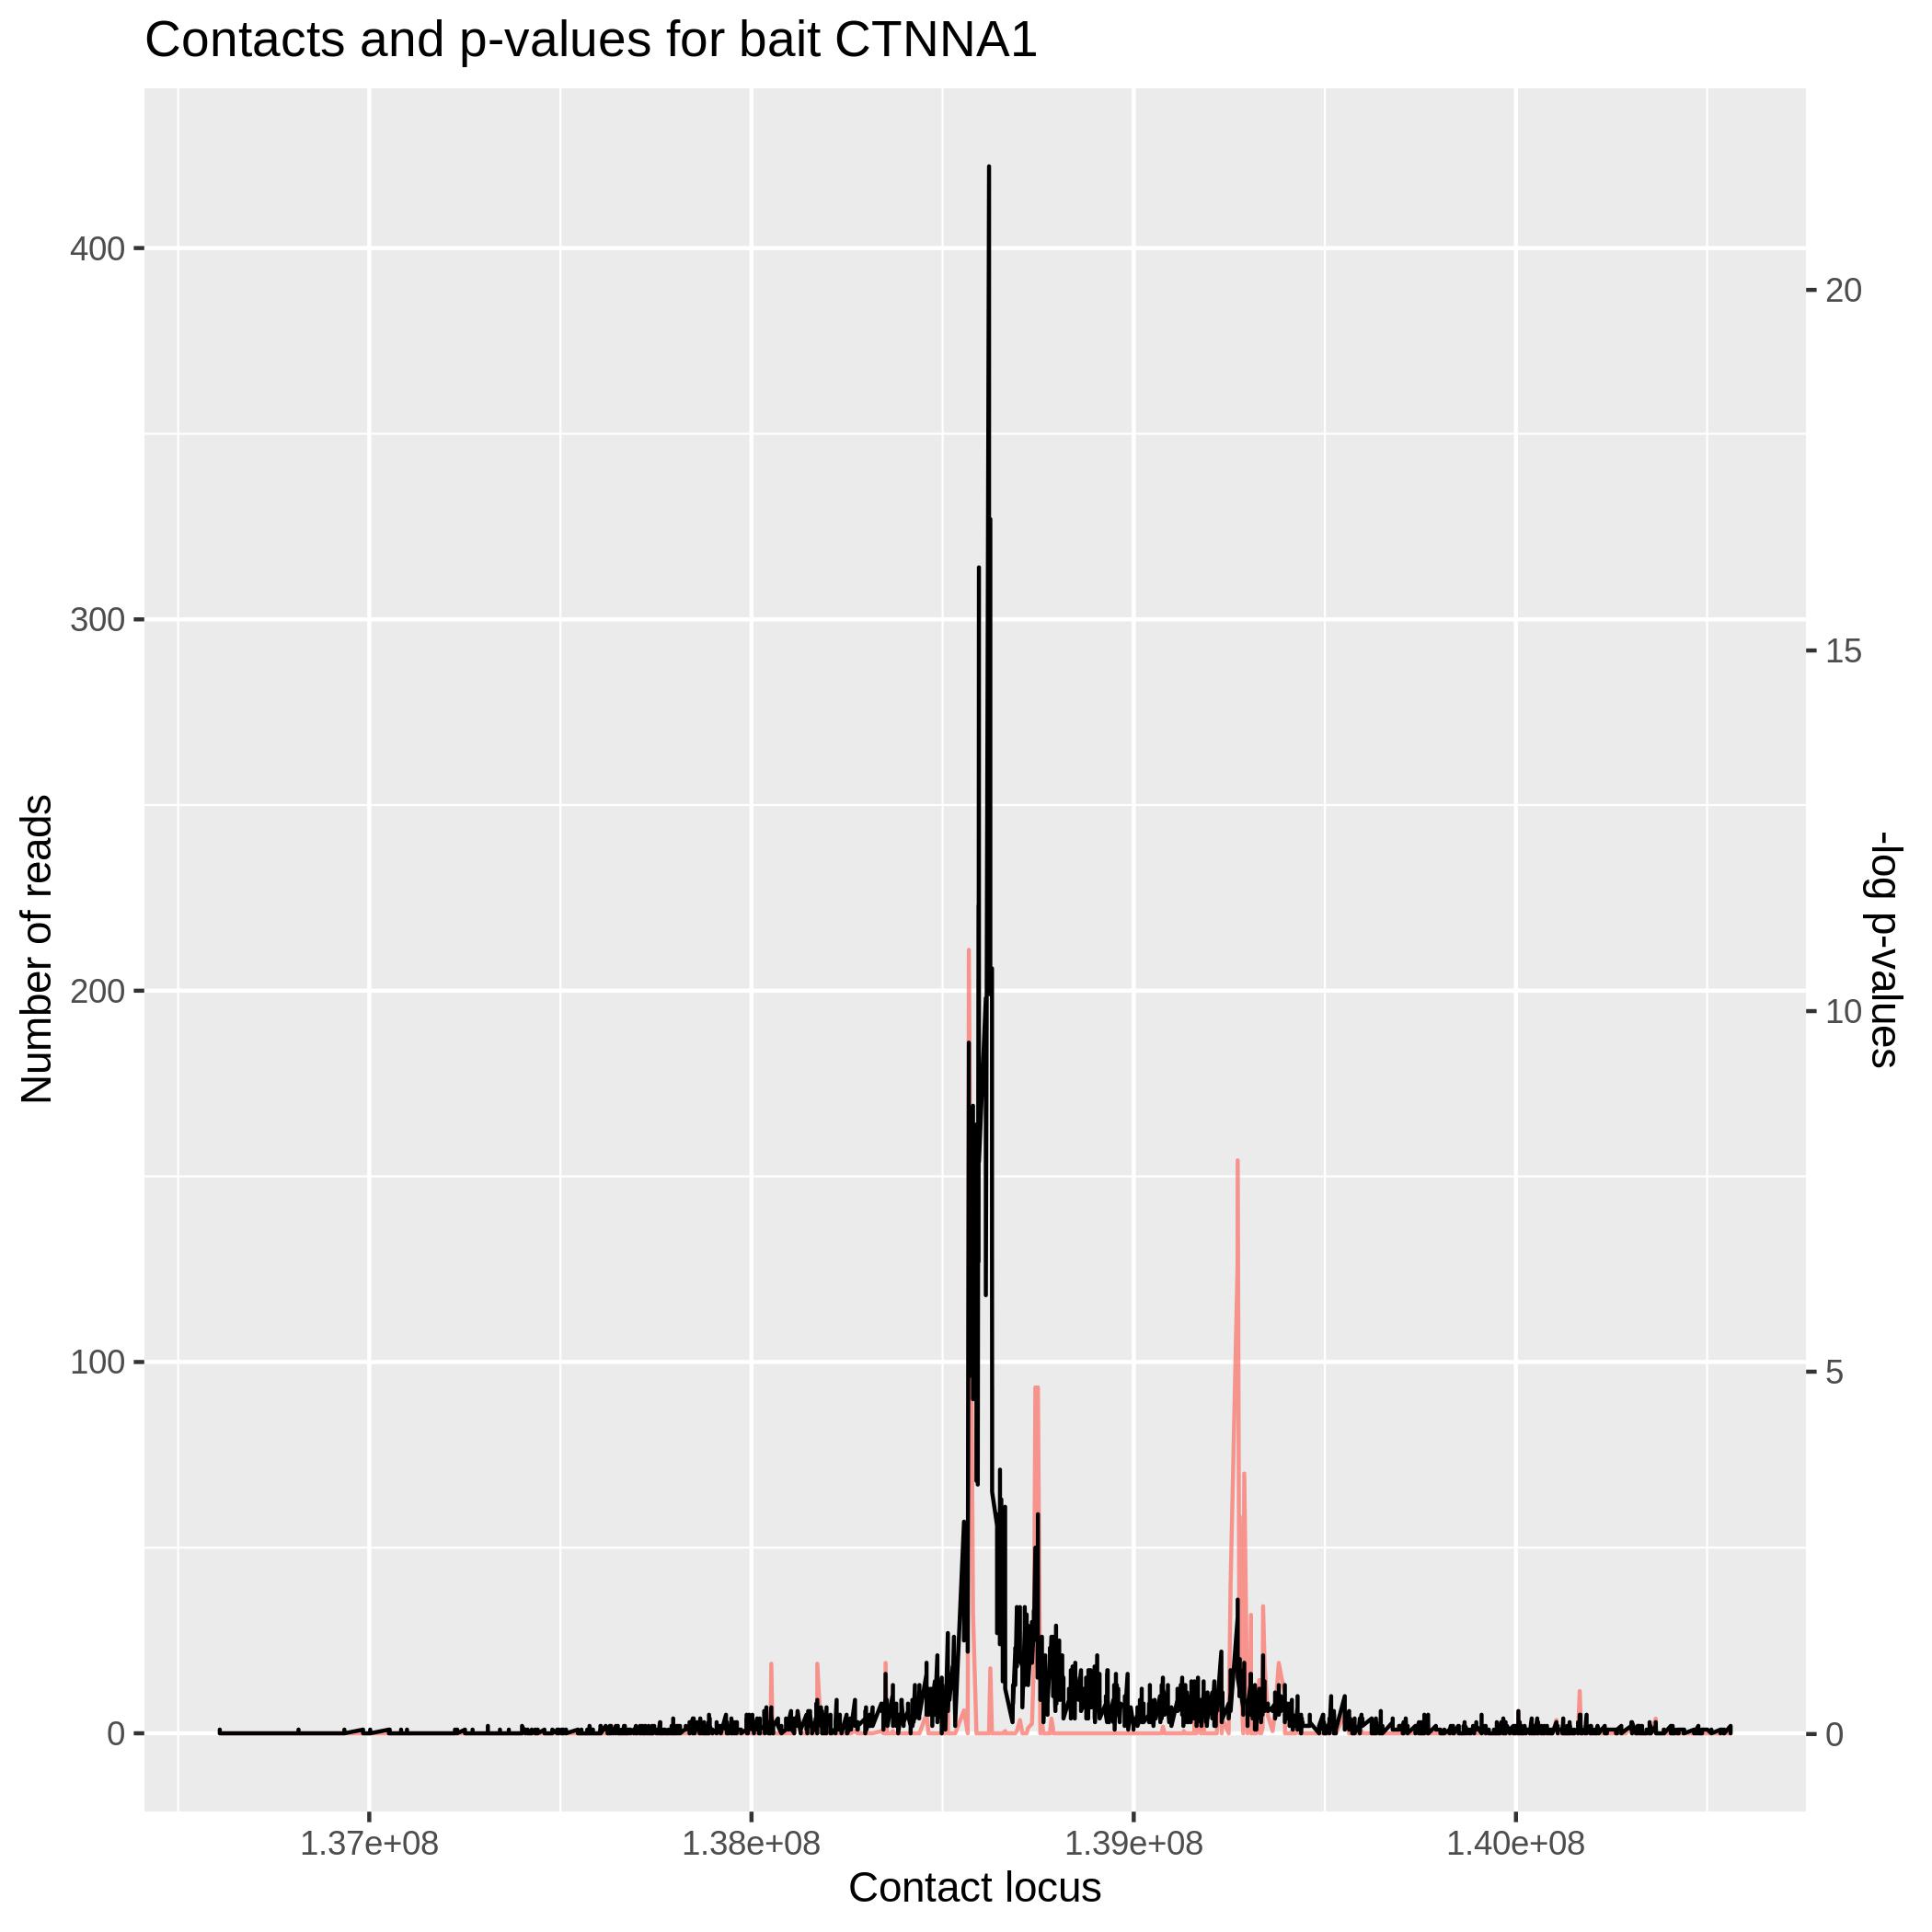 Contacts and p-values for bait CTNNA1
400
300
200
100
0
Number of reads
20
15
10
5
0
-log p-values
1.37e+08
1.38e+08
1.39e+08
1.40e+08
Contact locus